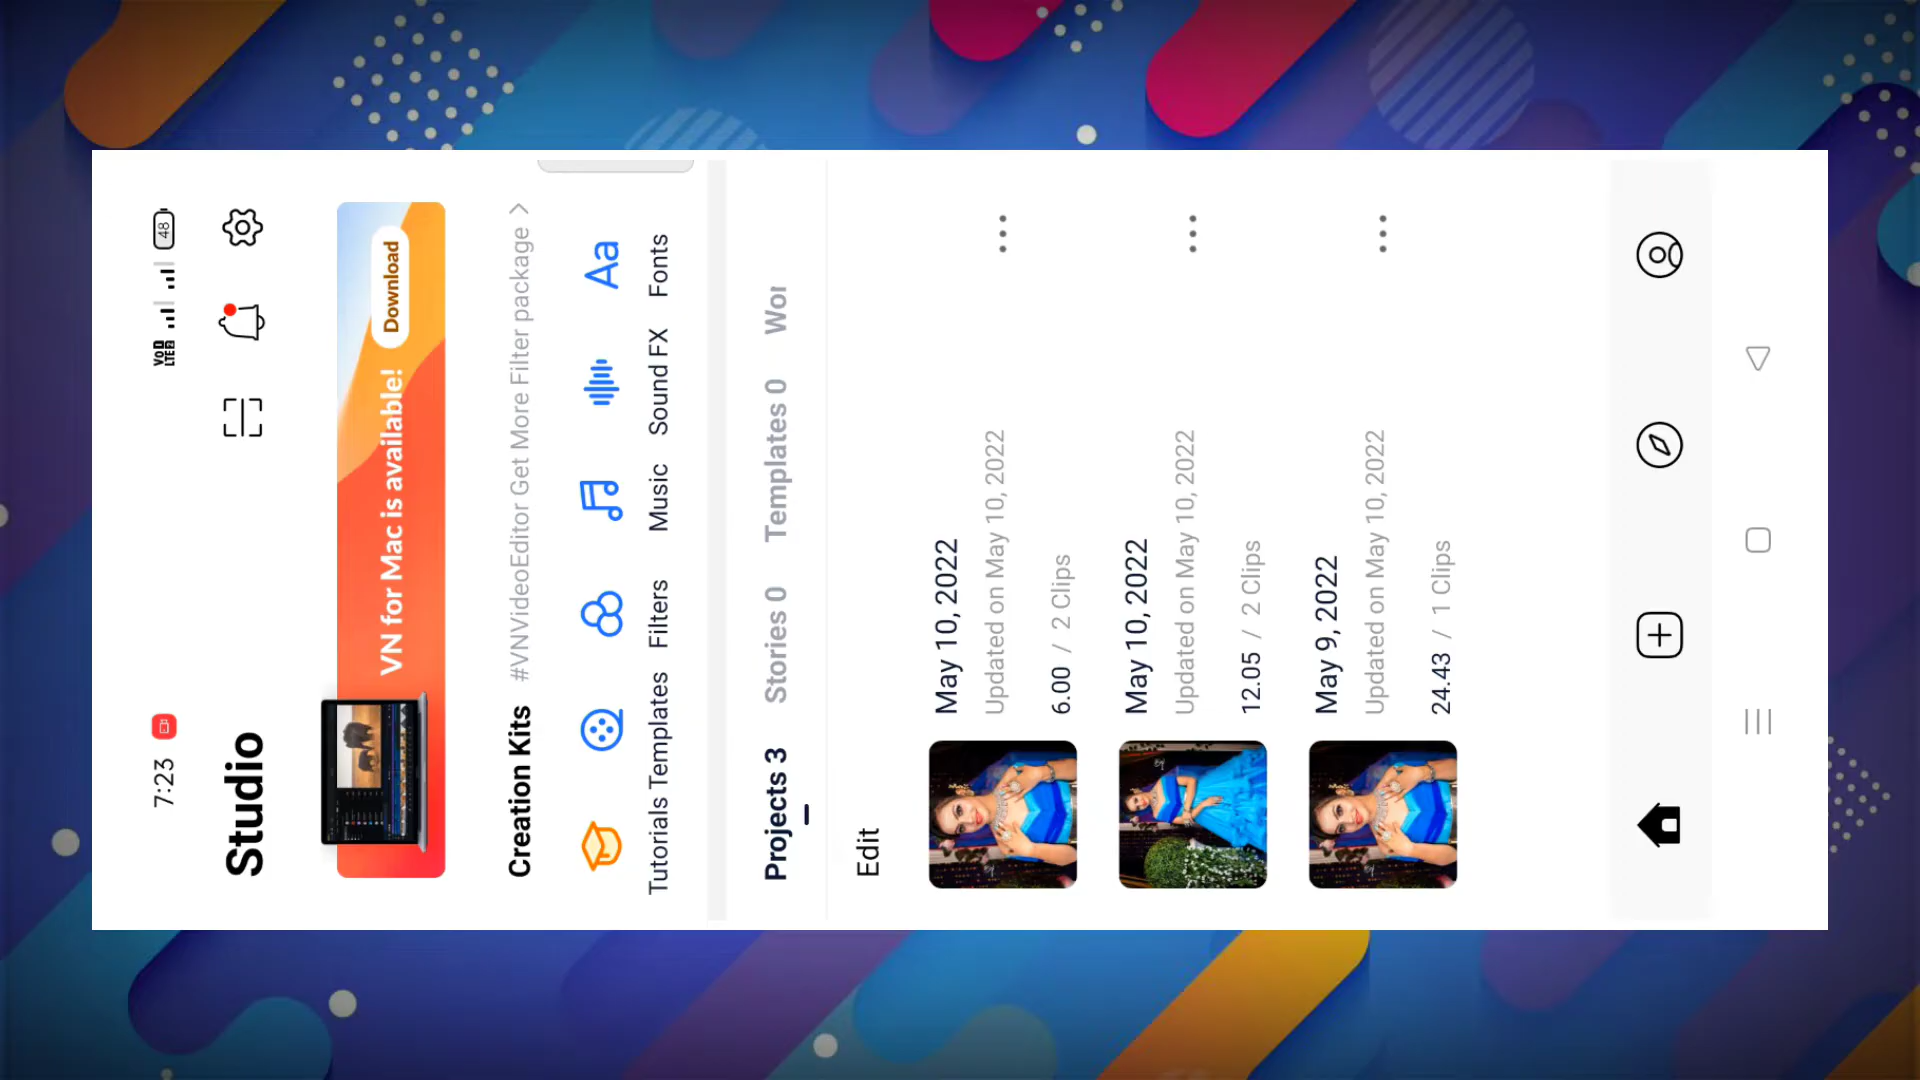 7:23
VoD
LTE2
48
Studio
VN for Mac is available!
Download
Creation Kits
#VNVideoEditor Get More Filter package >
Aa
Tutorials
Templates
Filters
Music
Sound FX
Fonts
Projects 3
Stories 0
Templates 0
Wor
Edit
May 10, 2022
Updated on May 10, 2022
6.00 / 2 Clips
May 10, 2022
Updated on May 10, 2022
12.05 / 2 Clips
May 9, 2022
Updated on May 10, 2022
24.43 / 1 Clips